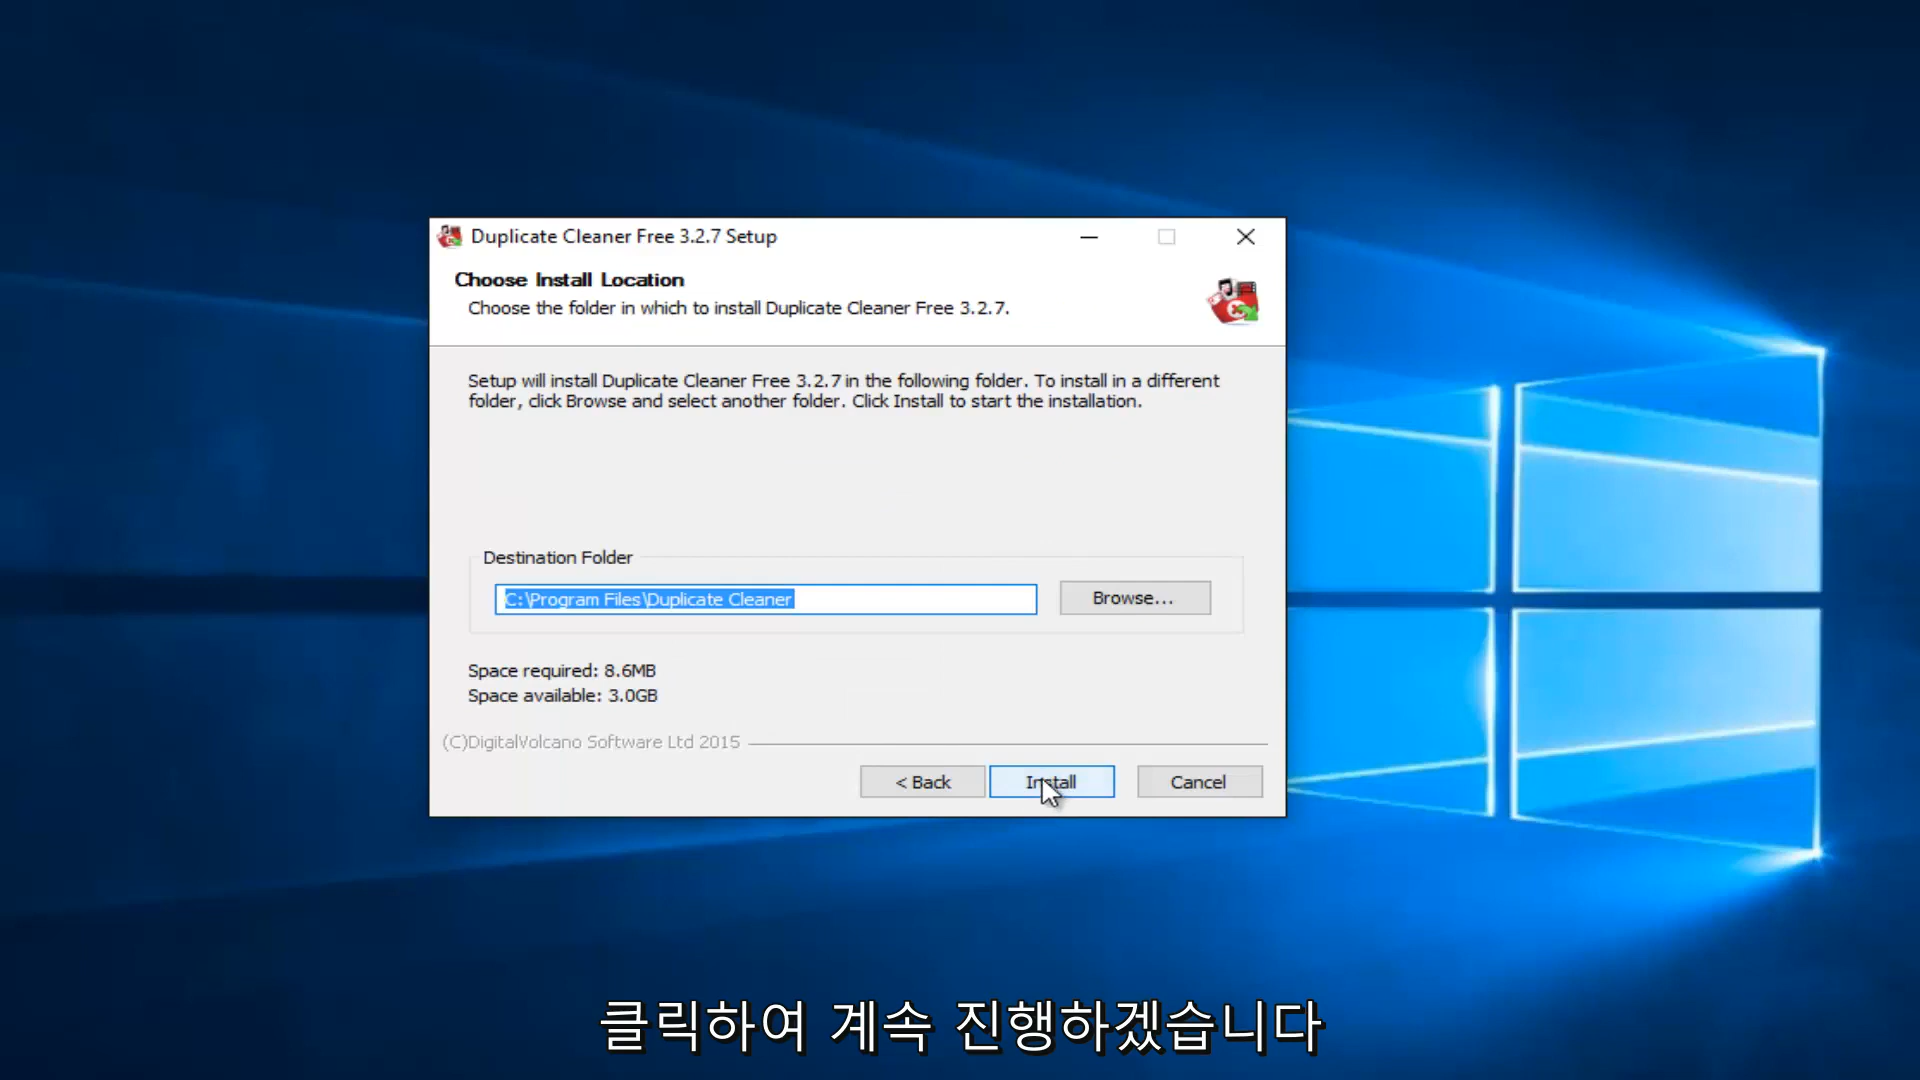 Duplicate Cleaner Free 3.2.7 Setup
Choose Install Location
Choose the folder in which to install Duplicate Cleaner Free 3.2.7.
Setup will install Duplicate Cleaner Free 3.2.7 in the following folder. To install in a different
folder, click Browse and select another folder. Click Install to start the installation.
Destination Folder
C:\Program Files\Duplicate Cleaner
Browse...
Space required: 8.6MB
Space available: 3.0GB
(C)DigitalVolcano Software Ltd 2015
< Back
Install
Cancel
클릭하여 계속 진행하겠습니다